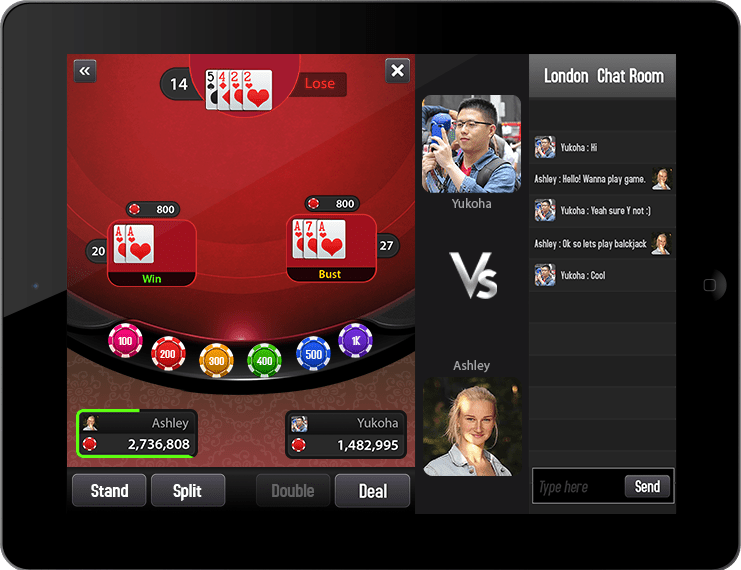 «
14
5 4 2 2
Lose
×
800
800
20
A A
Win
A 7 A
27
Bust
100
200
300
400
500
1K
Ashley
2,736,808
Yukoha
1,482,995
Stand
Split
Double
Deal
Yukoha
Vs
Ashley
London Chat Room
Yukoha : Hi
Ashley : Hello! Wanna play game.
Yukoha : Yeah sure Y not :)
Ashley : Ok so lets play balckjack
Yukoha : Cool
Type here
Send